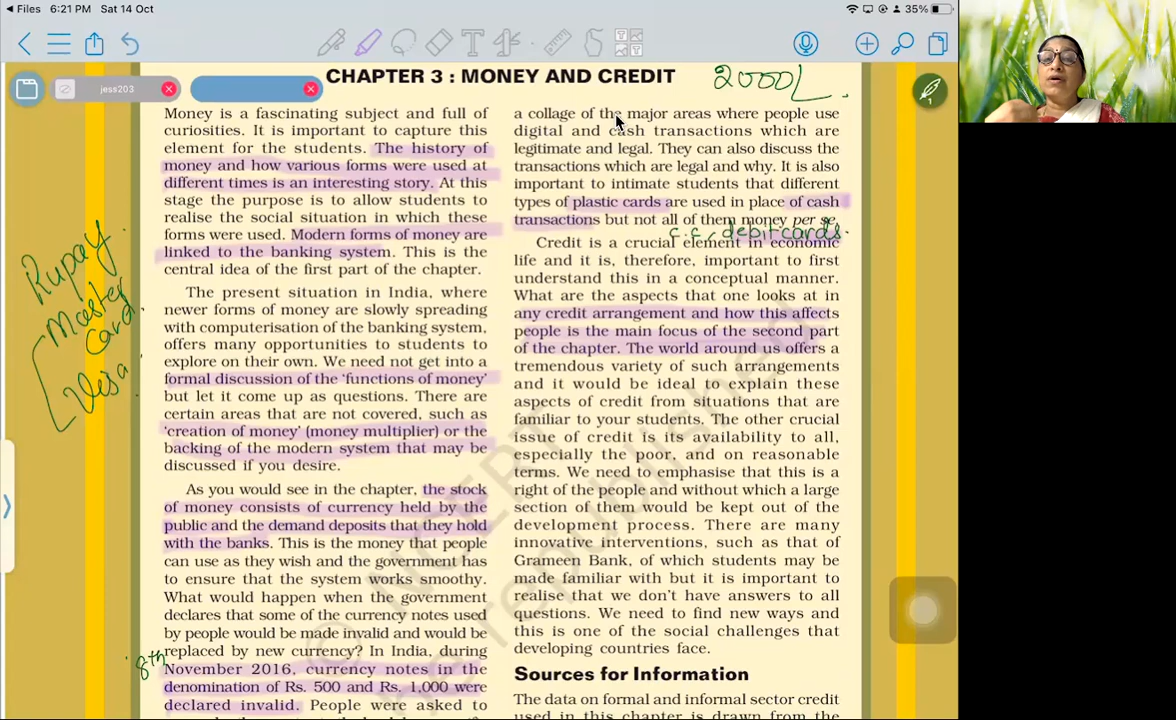 Files 6:21 PM Sat 14 Oct
35%
jess203
CHAPTER 3 : MONEY AND CREDIT
2000/-
Money is a fascinating subject and full of
curiosities. It is important to capture this
element for the students. The history of
money and how various forms were used at
different times is an interesting story. At this
stage the purpose is to allow students to
realise the social situation in which these
forms were used. Modern forms of money are
linked to the banking system. This is the
central idea of the first part of the chapter.
The present situation in India, where
newer forms of money are slowly spreading
with computerisation of the banking system,
offers many opportunities to students to
explore on their own. We need not get into a
formal discussion of the ‘functions of money’
but let it come up as questions. There are
certain areas that are not covered, such as
‘creation of money’ (money multiplier) or the
backing of the modern system that may be
discussed if you desire.
As you would see in the chapter, the stock
of money consists of currency held by the
public and the demand deposits that they hold
with the banks. This is the money that people
can use as they wish and the government has
to ensure that the system works smoothy.
What would happen when the government
declares that some of the currency notes used
by people would be made invalid and would be
replaced by new currency? In India, during
8th
November 2016, currency notes in the
denomination of Rs. 500 and Rs. 1,000 were
declared invalid. People were asked to
Rupay
Master
Card
Visa
a collage of the major areas where people use
digital and cash transactions which are
legitimate and legal. They can also discuss the
transactions which are legal and why. It is also
important to intimate students that different
types of plastic cards are used in place of cash
transactions but not all of them money per se.
c.c, debit cards.
Credit is a crucial element in economic
life and it is, therefore, important to first
understand this in a conceptual manner.
What are the aspects that one looks at in
any credit arrangement and how this affects
people is the main focus of the second part
of the chapter. The world around us offers a
tremendous variety of such arrangements
and it would be ideal to explain these
aspects of credit from situations that are
familiar to your students. The other crucial
issue of credit is its availability to all,
especially the poor, and on reasonable
terms. We need to emphasise that this is a
right of the people and without which a large
section of them would be kept out of the
development process. There are many
innovative interventions, such as that of
Grameen Bank, of which students may be
made familiar with but it is important to
realise that we don’t have answers to all
questions. We need to find new ways and
this is one of the social challenges that
developing countries face.
Sources for Information
The data on formal and informal sector credit
used in this chapter is drawn from the
© NCERT
be republished
1